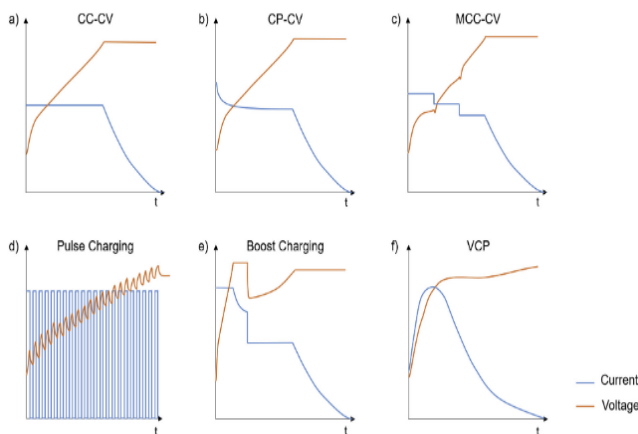 a) CC-CV
b) CP-CV
c) MCC-CV
t
t
t
d) Pulse Charging
e) Boost Charging
f) VCP
t
t
t
Current
Voltage